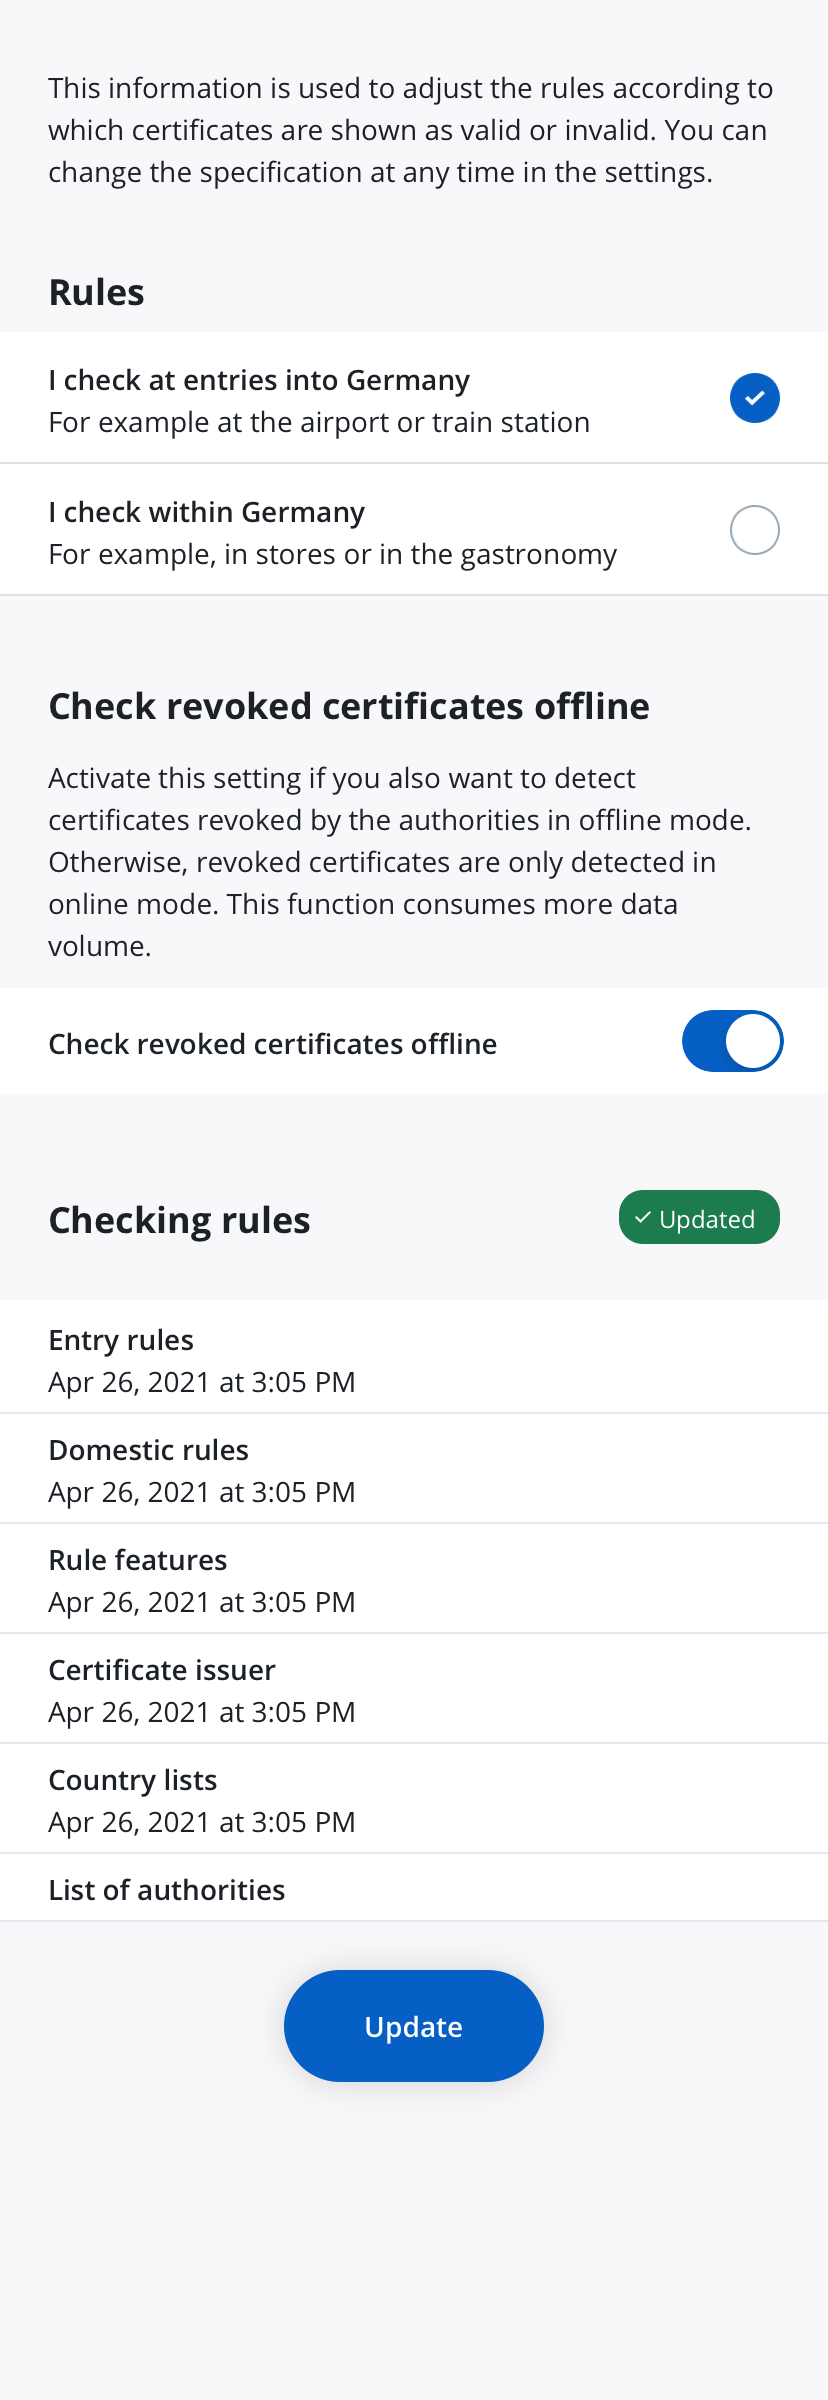 This information is used to adjust the rules according to
which certificates are shown as valid or invalid. You can
change the specification at any time in the settings.
Rules
I check at entries into Germany
For example at the airport or train station
I check within Germany
For example, in stores or in the gastronomy
Check revoked certificates offline
Activate this setting if you also want to detect
certificates revoked by the authorities in offline mode.
Otherwise, revoked certificates are only detected in
online mode. This function consumes more data
volume.
Check revoked certificates offline
Checking rules
Updated
Entry rules
Apr 26, 2021 at 3:05 PM
Domestic rules
Apr 26, 2021 at 3:05 PM
Rule features
Apr 26, 2021 at 3:05 PM
Certificate issuer
Apr 26, 2021 at 3:05 PM
Country lists
Apr 26, 2021 at 3:05 PM
List of authorities
Update